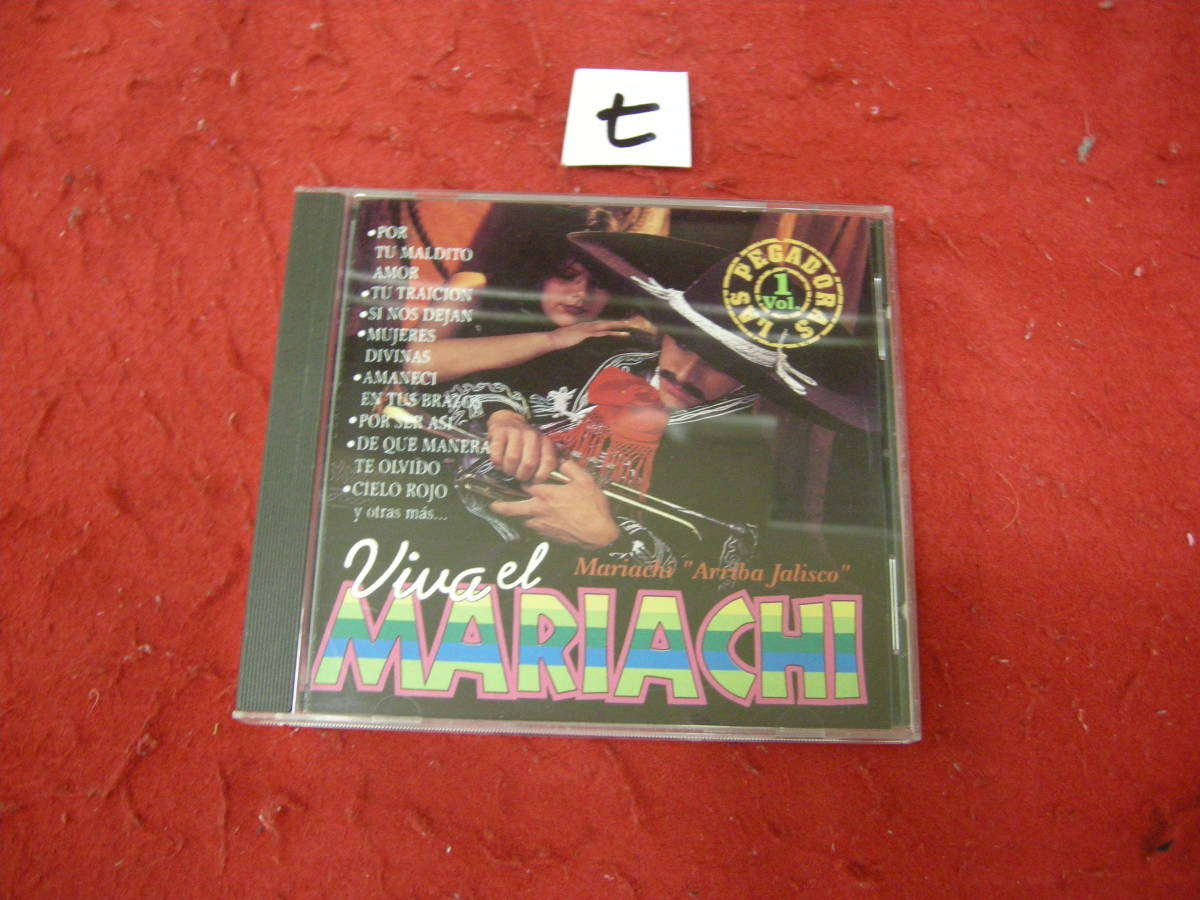 七
•POR
TU MALDITO
AMOR
•TU TRAICION
•SI NOS DEJAN
•MUJERES
DIVINAS
•AMANECI
EN TUS BRAZOS
•POR SER ASI
•DE QUE MANERA
TE OLVIDO
•CIELO ROJO
y otras más...
LAS PEGADORAS
1
Vol.
Viva el
Mariachi "Arriba Jalisco"
MARIACHI